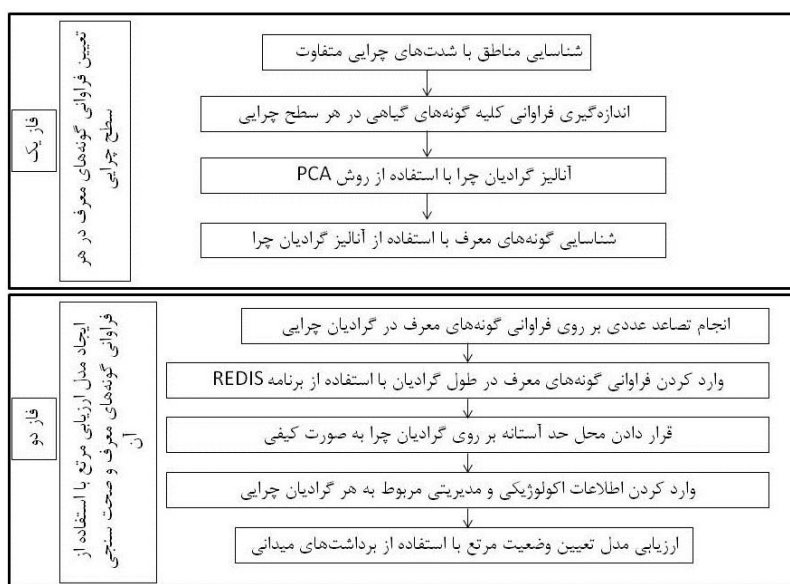 شناسایی مناطق با شدت‌های چرایی متفاوت
اندازه‌گیری فراوانی کلیه گونه‌های گیاهی در هر سطح چرایی
آنالیز گرادیان چرا با استفاده از روش PCA
شناسایی گونه‌های معرف با استفاده از آنالیز گرادیان چرا
تعیین فراوانی گونه‌های معرف در هر
سطح چرایی
فاز یک
انجام تصاعد عددی بر روی فراوانی گونه‌های معرف در گرادیان چرایی
وارد کردن فراوانی گونه‌های معرف در طول گرادیان با استفاده از برنامه REDIS
قرار دادن محل حد آستانه بر روی گرادیان چرا به صورت کیفی
وارد کردن اطلاعات اکولوژیکی و مدیریتی مربوط به هر گرادیان چرایی
ارزیابی مدل تعیین وضعیت مرتع با استفاده از برداشت‌های میدانی
ایجاد مدل ارزیابی مرتع با استفاده از
فراوانی گونه‌های معرف و صحت سنجی
آن
فاز دو